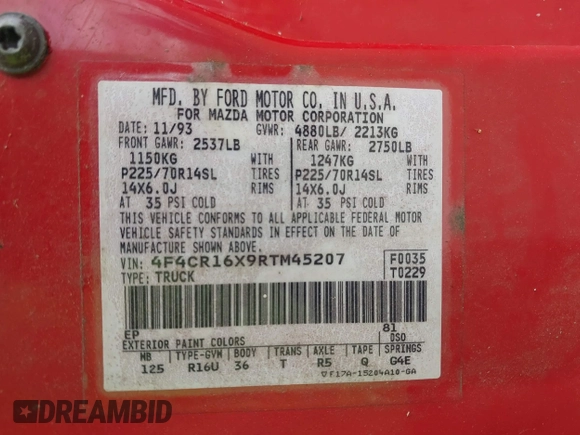 MFD. BY FORD MOTOR CO. IN U.S.A.
FOR MAZDA MOTOR CORPORATION
DATE: 11/93 GVWR: 4880LB/ 2213KG
FRONT GAWR: 2537LB REAR GAWR: 2750LB
1150KG WITH 1247KG WITH
P225/70R14SL TIRES P225/70R14SL TIRES
14X6.0J RIMS 14X6.0J RIMS
AT 35 PSI COLD AT 35 PSI COLD
THIS VEHICLE CONFORMS TO ALL APPLICABLE FEDERAL MOTOR
VEHICLE SAFETY STANDARDS IN EFFECT ON THE DATE OF
MANUFACTURE SHOWN ABOVE.
VIN: 4F4CR16X9RTM45207 F0035
TYPE: TRUCK T0229
EP 81
EXTERIOR PAINT COLORS DSO
WB TYPE-GVW BODY TRANS AXLE TAPE SPRINGS
125 R16U 36 T R5 Q G4E
F17A-15204A10-GA
DREAMBID